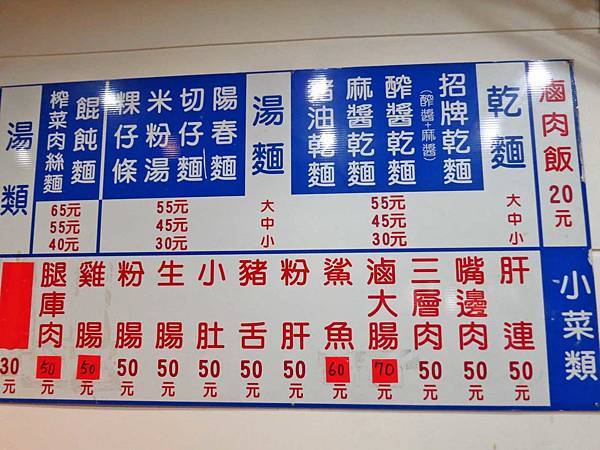 滷肉飯
20元
乾麵
招牌乾麵
(酢醬+麻醬)
酢醬乾麵
麻醬乾麵
豬油乾麵
大 55元
中 45元
小 30元
湯麵
陽春麵
切仔麵
米粉湯
粿仔條
大 55元
中 45元
小 30元
餛飩麵
榨菜肉絲麵
65元
55元
40元
湯類
小菜類
肝連 50元
嘴邊肉 50元
三層肉 50元
滷大腸 70元
鯊魚 60元
粉肝 50元
豬舌 50元
小肚 50元
生腸 50元
粉腸 50元
雞腸 50元
腿庫肉 50元
30元